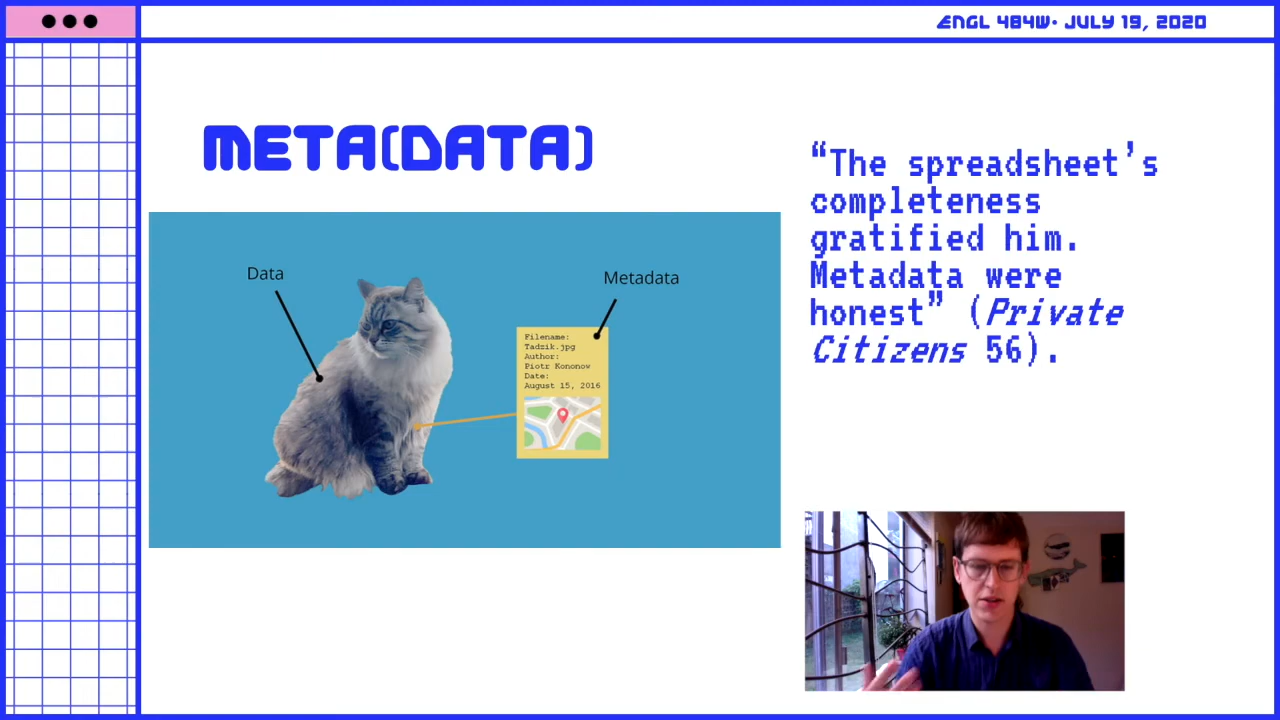 ENGL 484W• JULY 19, 2020
META(DATA)
Data
Metadata
Filename:
Tadzik.jpg
Author:
Piotr Kononow
Date:
August 15, 2016
“The spreadsheet's
completeness
gratified him.
Metadata were
honest” (Private
Citizens 56).